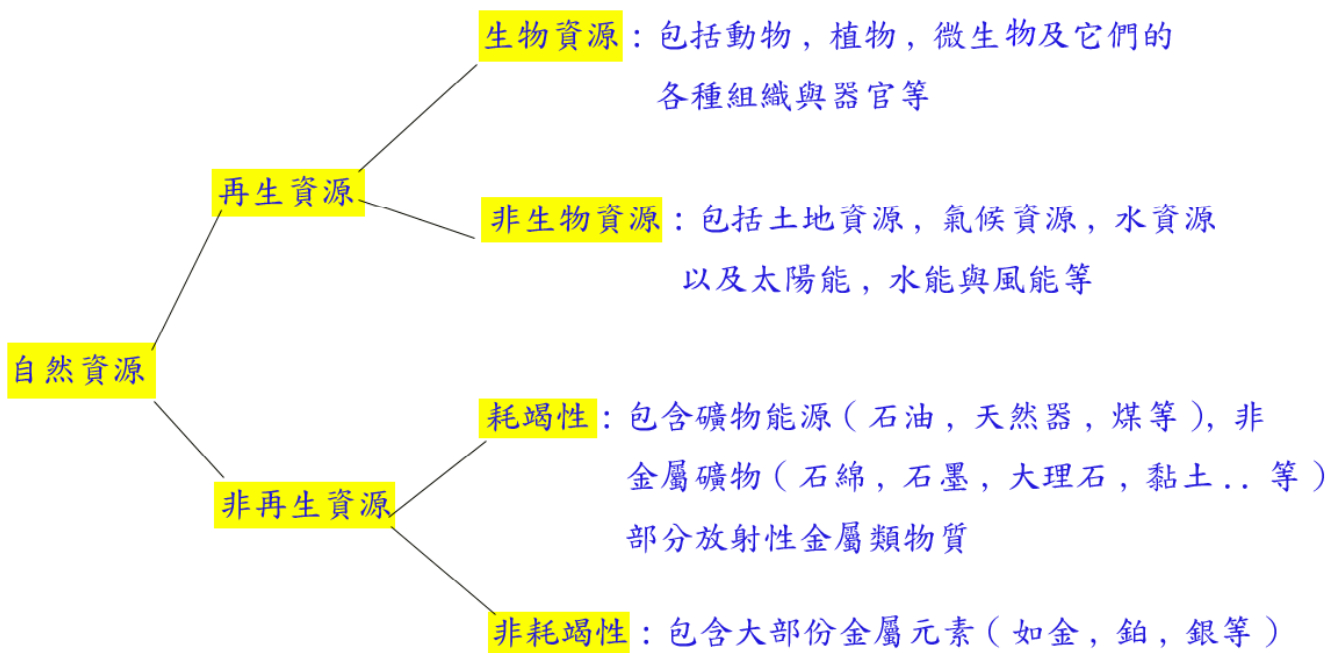 生物資源：包括動物，植物，微生物及它們的
各種組織與器官等
再生資源
非生物資源：包括土地資源，氣候資源，水資源
以及太陽能，水能與風能等
自然資源
耗竭性：包含礦物能源（石油，天然器，煤等），非
金屬礦物（石綿，石墨，大理石，黏土．．等）
非再生資源
部分放射性金屬類物質
非耗竭性：包含大部份金屬元素（如金，鉑，銀等）